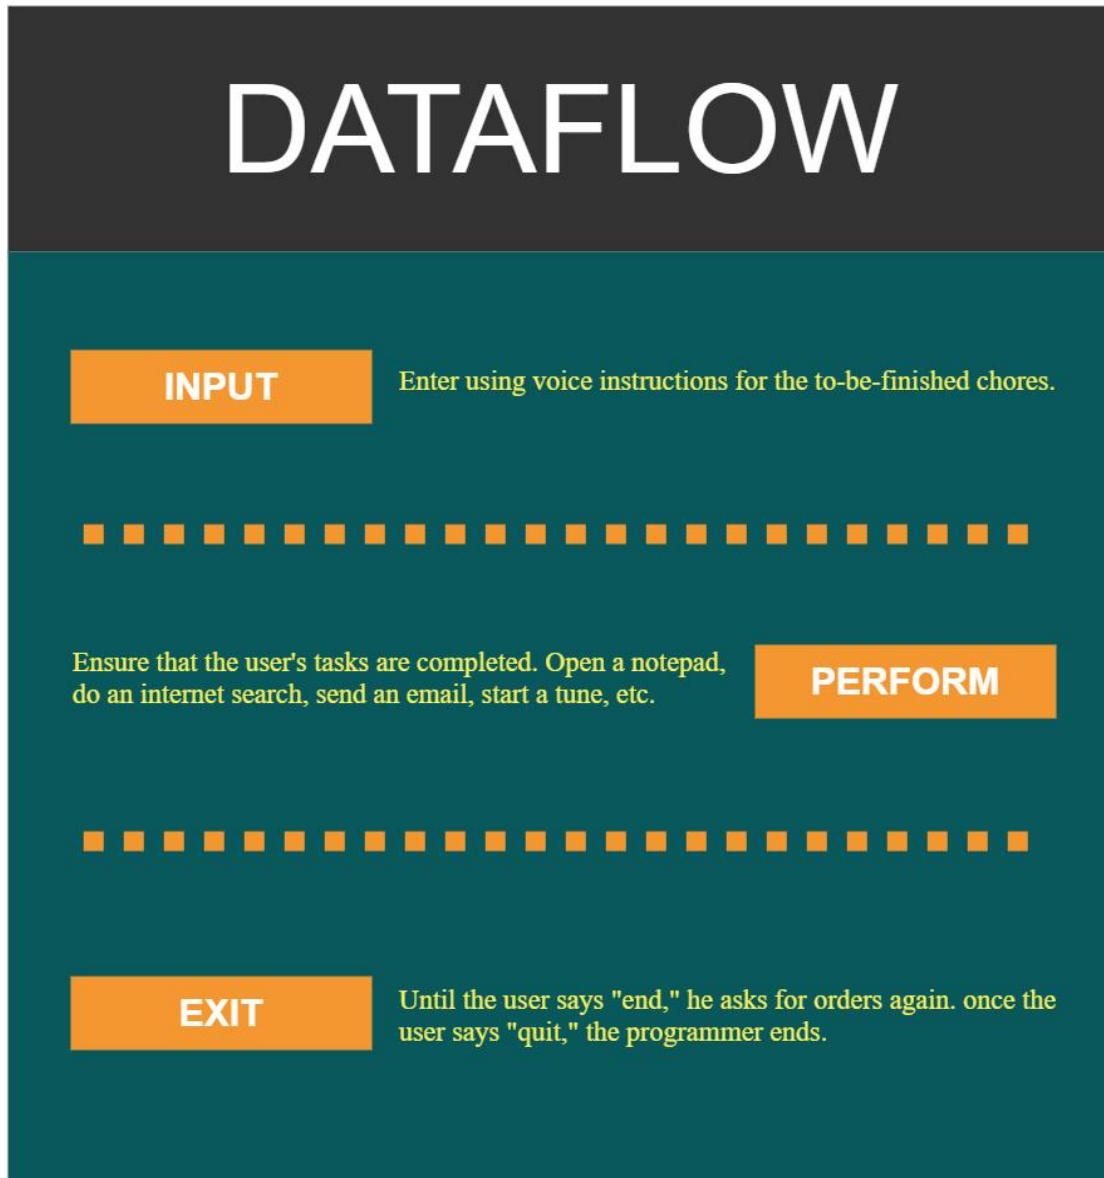 DATAFLOW
INPUT
Enter using voice instructions for the to-be-finished chores.
Ensure that the user's tasks are completed. Open a notepad,
do an internet search, send an email, start a tune, etc.
PERFORM
EXIT
Until the user says "end," he asks for orders again. once the
user says "quit," the programmer ends.